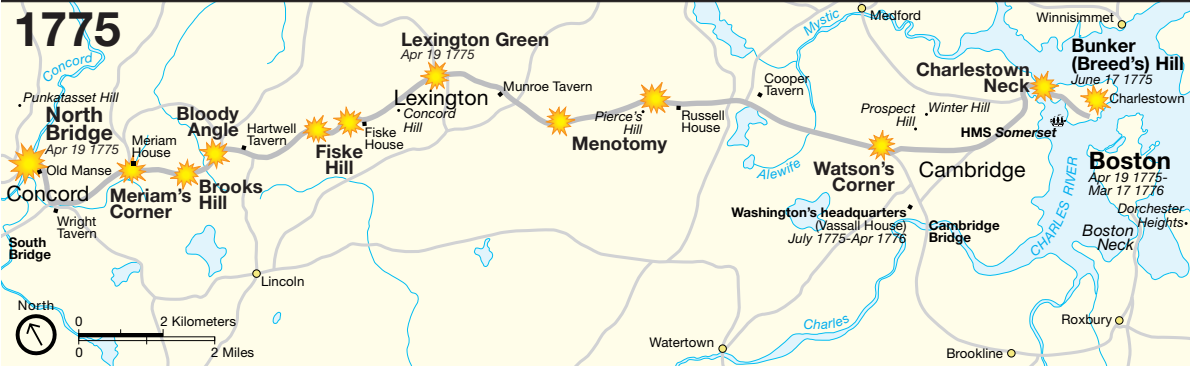 1775
Concord
Punkatasset Hill
North
Bridge
Apr 19 1775
Old Manse
Concord
Wright
Tavern
South
Bridge
Meriam
House
Meriam's
Corner
Bloody
Angle
Brooks
Hill
Hartwell
Tavern
Fiske
Hill
Fiske
House
Lexington Green
Apr 19 1775
Lexington
Concord
Hill
Munroe Tavern
Menotomy
Pierce's
Hill
Russell
House
Cooper
Tavern
Alewife
Mystic
Medford
Watson's
Corner
Prospect
Hill
Winter Hill
Cambridge
Washington's headquarters
(Vassall House)
July 1775-Apr 1776
Cambridge
Bridge
Winnisimmet
Bunker
(Breed's) Hill
June 17 1775
Charlestown
Neck
Charlestown
HMS Somerset
Boston
Apr 19 1775-
Mar 17 1776
CHARLES RIVER
Dorchester
Heights
Boston
Neck
Lincoln
Watertown
Charles
Roxbury
Brookline
North
0
2 Kilometers
0
2 Miles